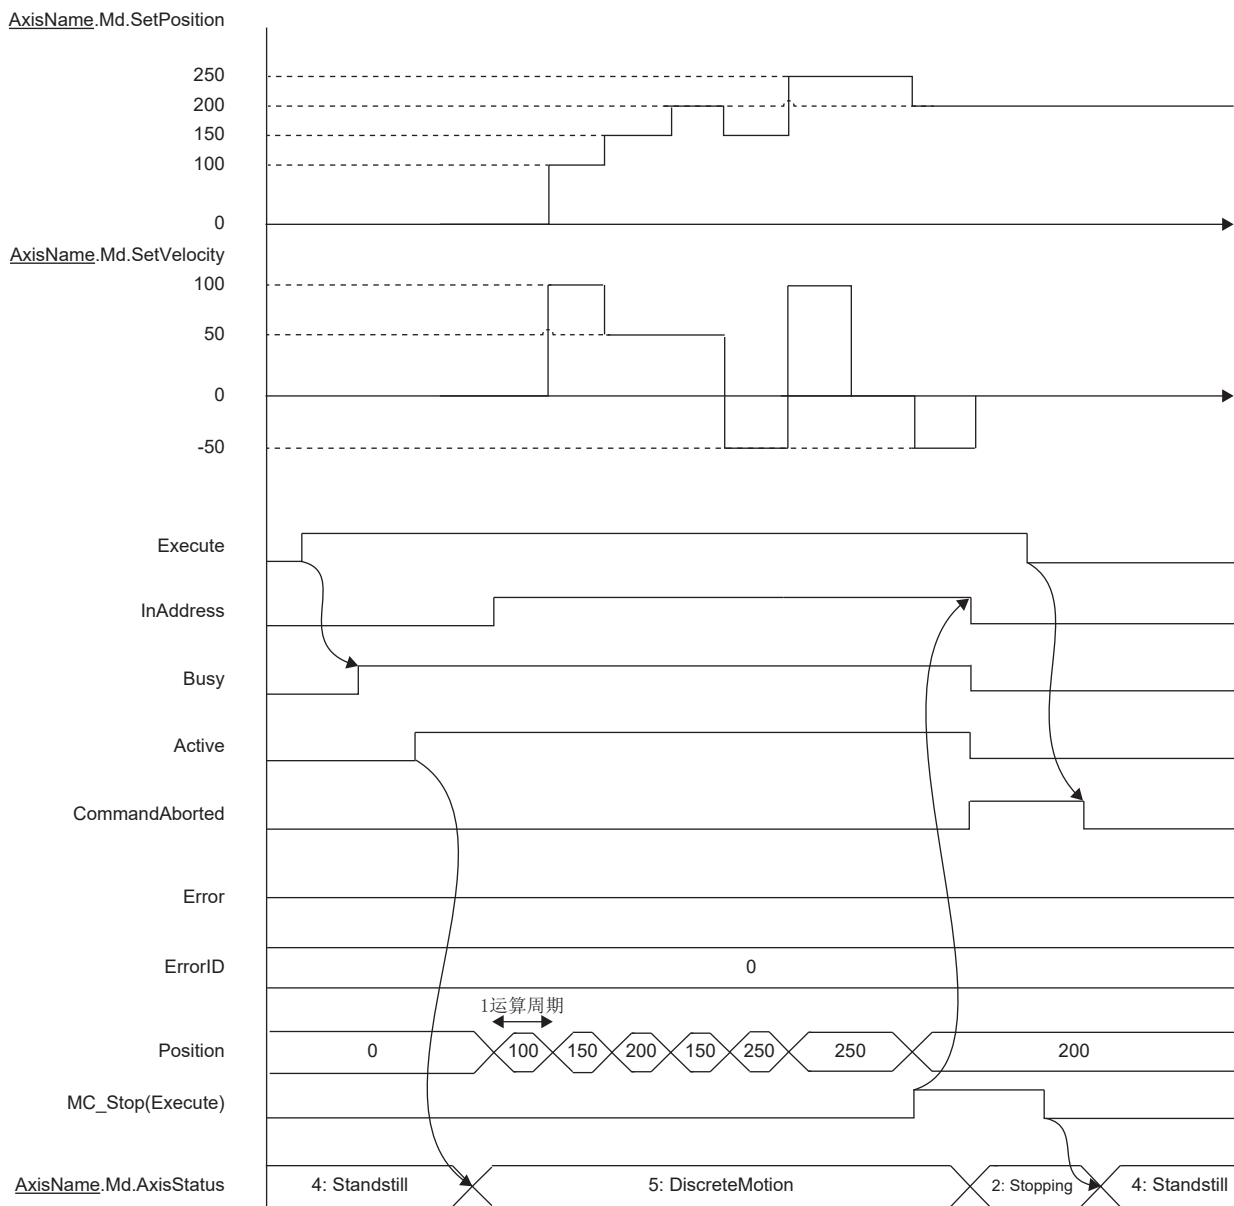 AxisName.Md.SetPosition
250
200
150
100
0
AxisName.Md.SetVelocity
100
50
0
-50
Execute
InAddress
Busy
Active
CommandAborted
Error
ErrorID 0
1运算周期
Position 0 100 150 200 150 250 250 200
MC_Stop(Execute)
AxisName.Md.AxisStatus 4: Standstill 5: DiscreteMotion 2: Stopping 4: Standstill